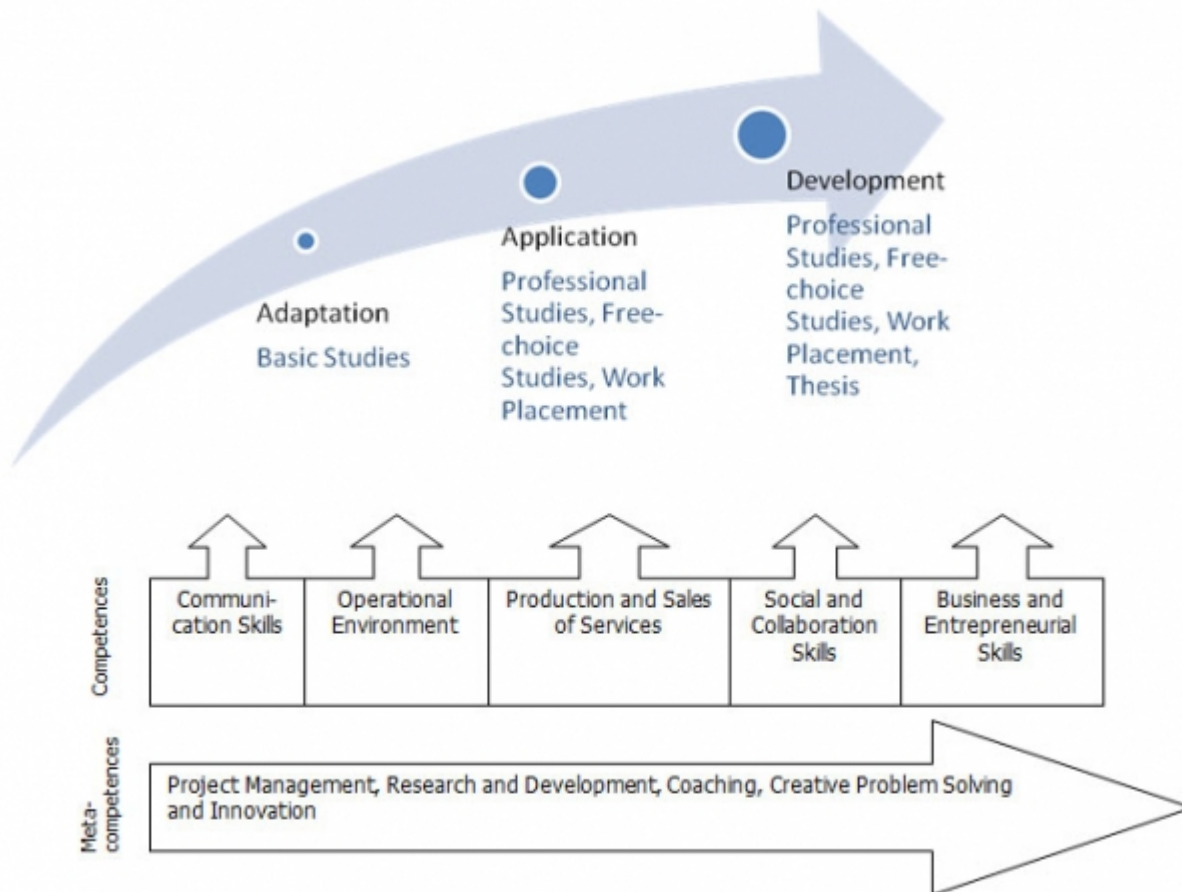 Adaptation
Basic Studies
Application
Professional
Studies, Free-
choice
Studies, Work
Placement
Development
Professional
Studies, Free-
choice
Studies, Work
Placement,
Thesis
Competences
Communi-
cation Skills
Operational
Environment
Production and Sales
of Services
Social and
Collaboration
Skills
Business and
Entrepreneurial
Skills
Meta-
competences
Project Management, Research and Development, Coaching, Creative Problem Solving
and Innovation